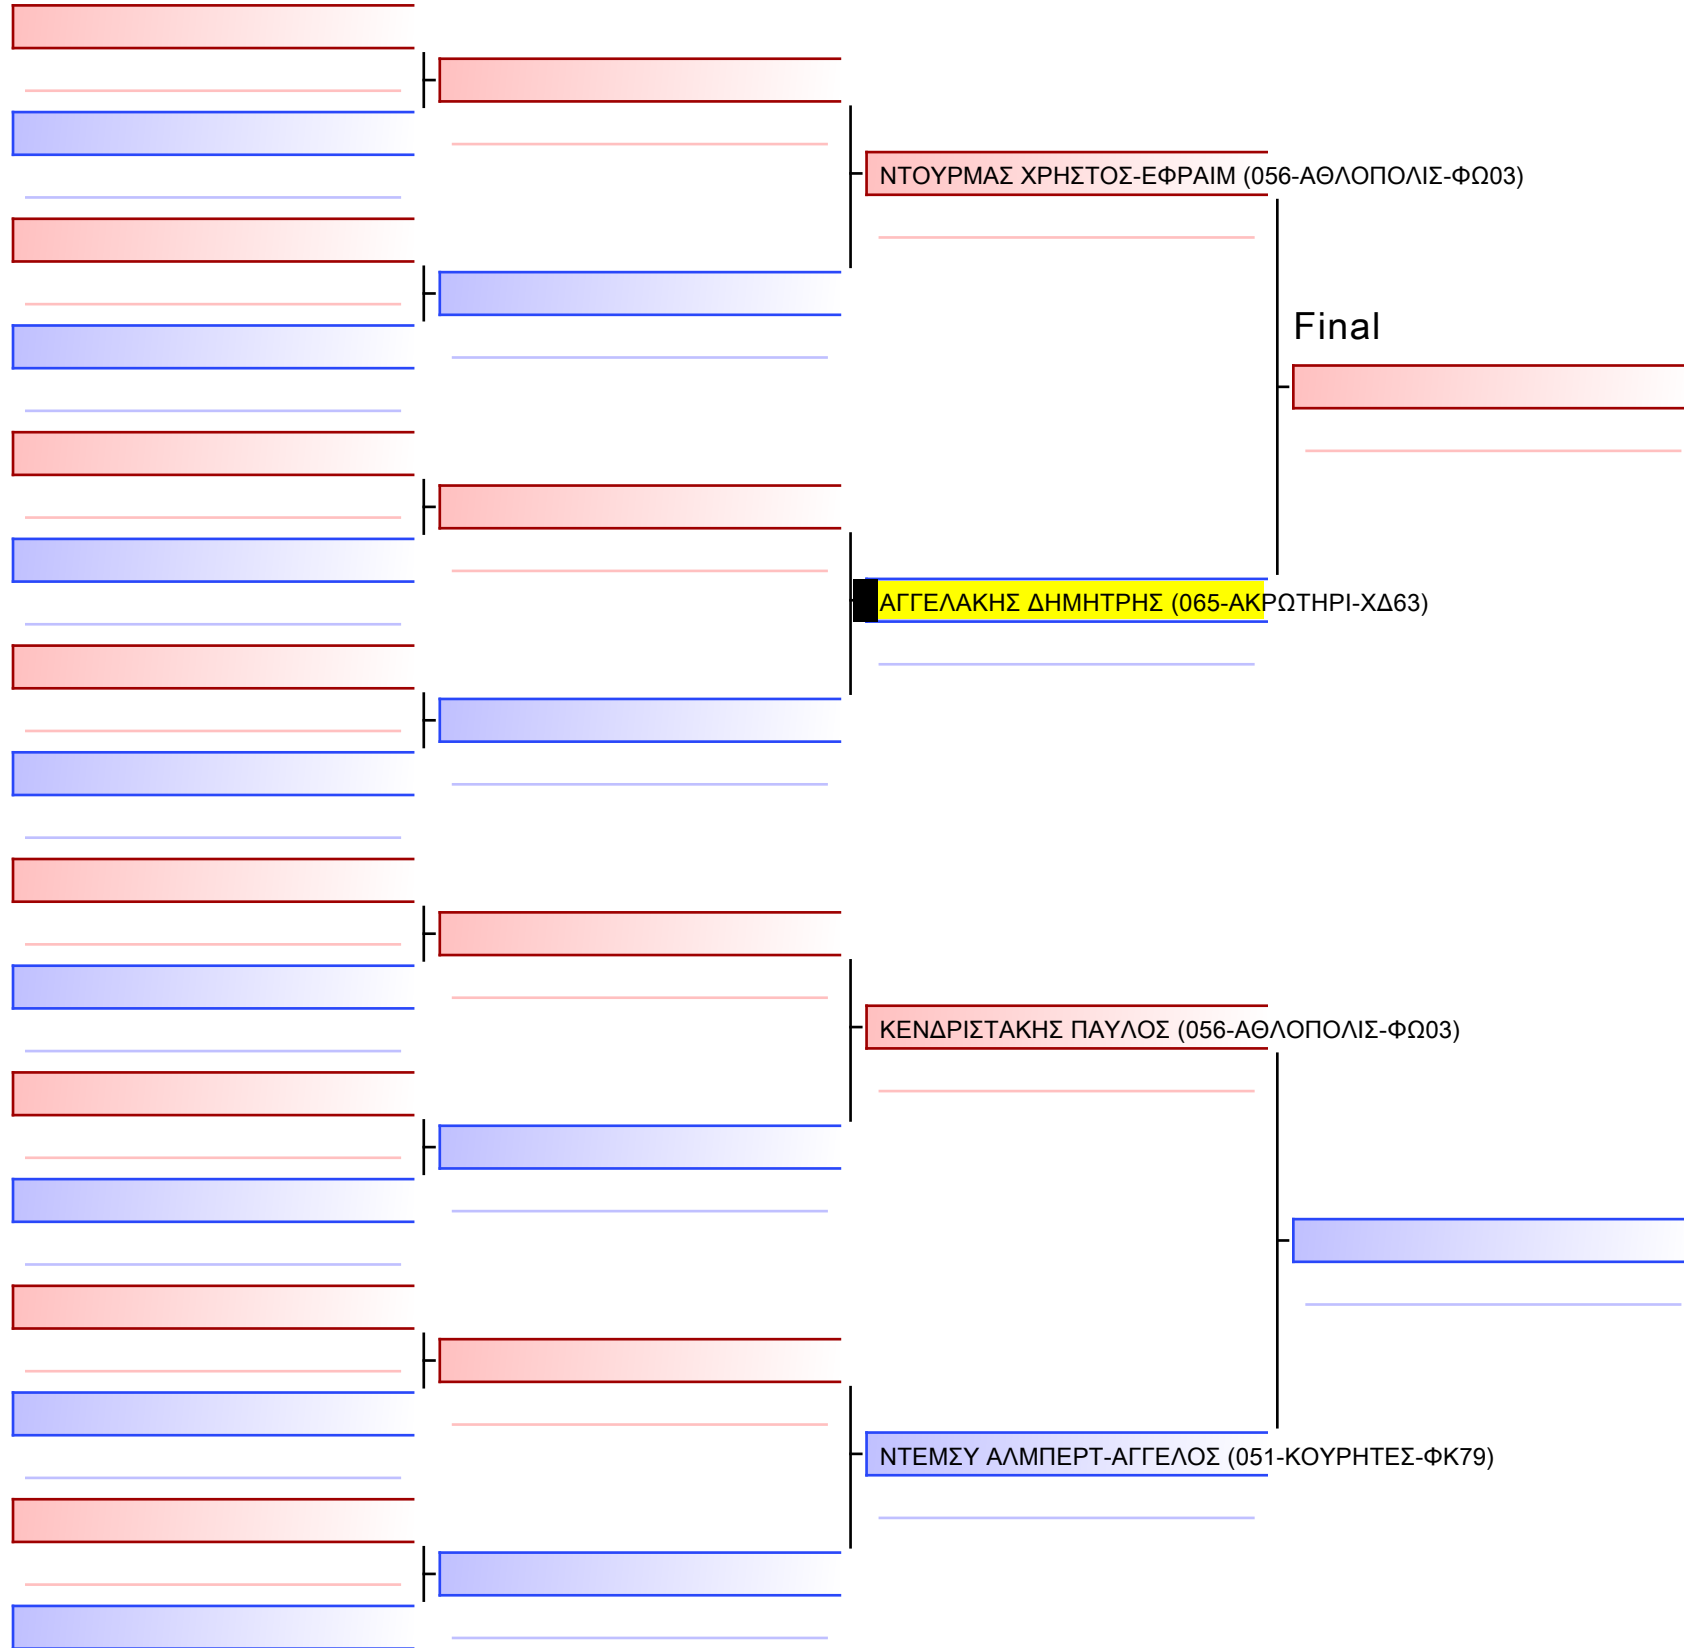 ΝΤΟΥΡΜΑΣ ΧΡΗΣΤΟΣ-ΕΦΡΑΙΜ (056-ΑΘΛΟΠΟΛΙΣ-ΦΩ03)
Final
ΑΓΓΕΛΑΚΗΣ ΔΗΜΗΤΡΗΣ (065-ΑΚΡΩΤΗΡΙ-ΧΔ63)
ΚΕΝΔΡΙΣΤΑΚΗΣ ΠΑΥΛΟΣ (056-ΑΘΛΟΠΟΛΙΣ-ΦΩ03)
ΝΤΕΜΣΥ ΑΛΜΠΕΡΤ-ΑΓΓΕΛΟΣ (051-ΚΟΥΡΗΤΕΣ-ΦΚ79)